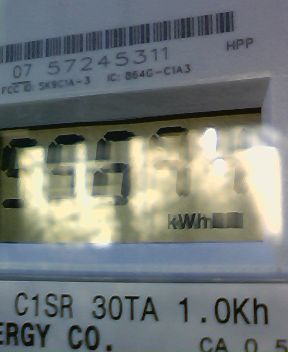 07 57245311
HPP
FCC ID: SK9C1A-3 IC: 864G-C1A3
kWh
C1SR 30TA 1.0Kh
ERGY CO.
CA 0.5